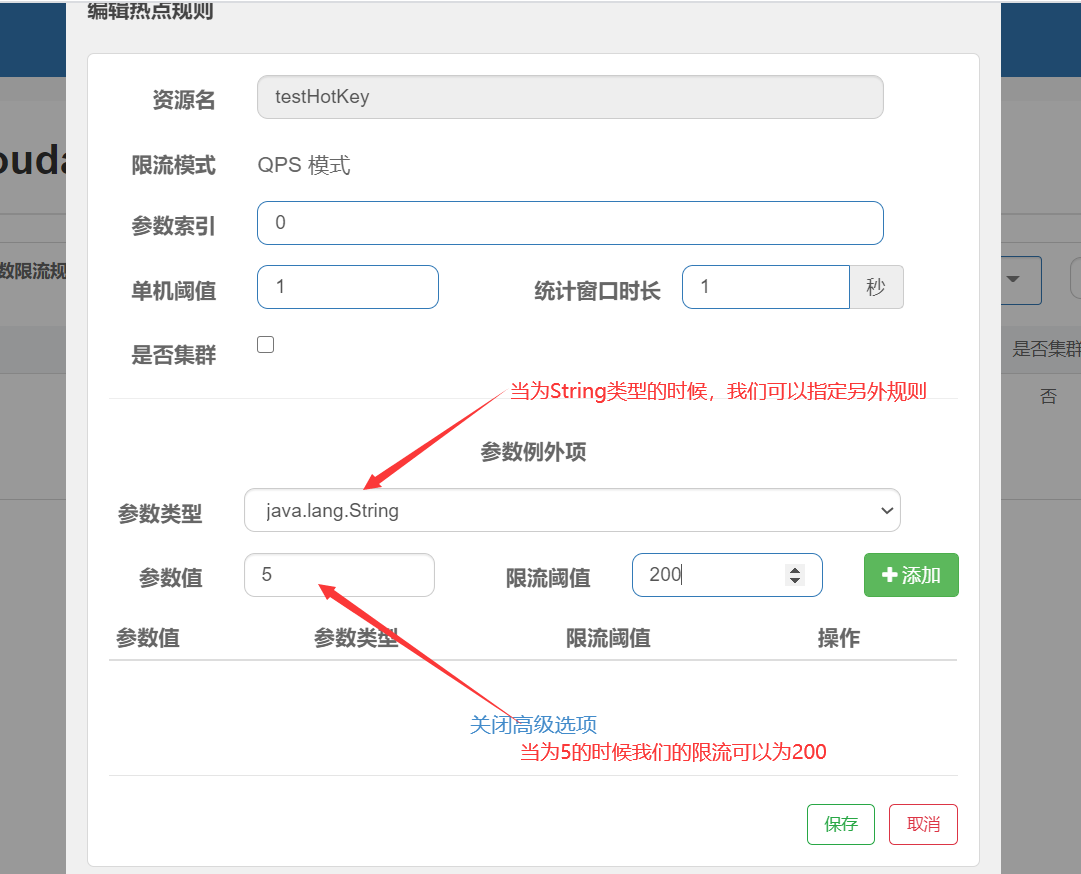 编辑热点规则
资源名 testHotKey
oud
限流模式 QPS 模式
参数索引 0
数限流规
单机阈值 1 统计窗口时长 1 秒
是否集群
是否集群
当为String类型的时候，我们可以指定另外规则
否
参数例外项
参数类型 java.lang.String
参数值 5 限流阈值 200 添加
参数值 参数类型 限流阈值 操作
关闭高级选项
当为5的时候我们的限流可以为200
保存 取消